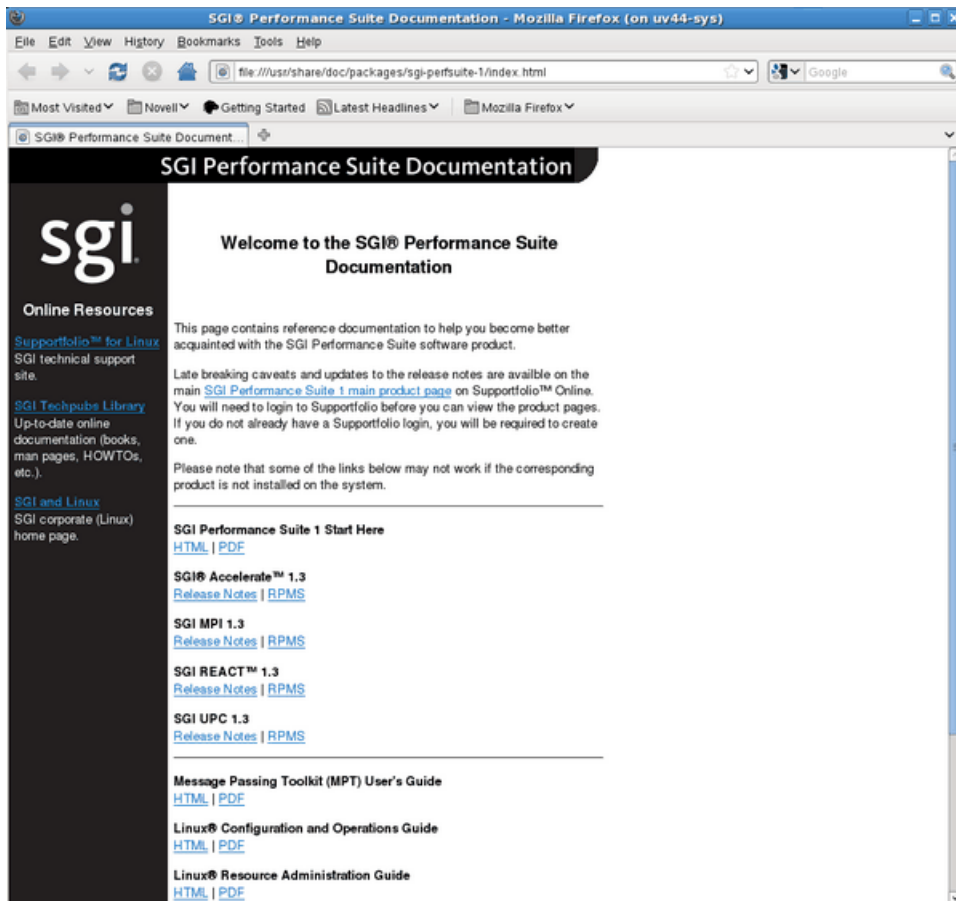 SGI® Performance Suite Documentation - Mozilla Firefox (on uv44-sys)
File Edit View History Bookmarks Tools Help
file:///usr/share/doc/packages/sgi-perfsuite-1/index.html
Google
Most Visited Novell Getting Started Latest Headlines Mozilla Firefox
SGI® Performance Suite Document...
SGI Performance Suite Documentation
sgi
Online Resources
Supportfolio™ for Linux
SGI technical support
site.
SGI Techpubs Library
Up-to-date online
documentation (books,
man pages, HOWTOs,
etc.).
SGI and Linux
SGI corporate (Linux)
home page.
Welcome to the SGI® Performance Suite
Documentation
This page contains reference documentation to help you become better
acquainted with the SGI Performance Suite software product.
Late breaking caveats and updates to the release notes are availble on the
main SGI Performance Suite 1 main product page on Supportfolio™ Online.
You will need to login to Supportfolio before you can view the product pages.
If you do not already have a Supportfolio login, you will be required to create
one.
Please note that some of the links below may not work if the corresponding
product is not installed on the system.
SGI Performance Suite 1 Start Here
HTML | PDF
SGI® Accelerate™ 1.3
Release Notes | RPMS
SGI MPI 1.3
Release Notes | RPMS
SGI REACT™ 1.3
Release Notes | RPMS
SGI UPC 1.3
Release Notes | RPMS
Message Passing Toolkit (MPT) User's Guide
HTML | PDF
Linux® Configuration and Operations Guide
HTML | PDF
Linux® Resource Administration Guide
HTML | PDF